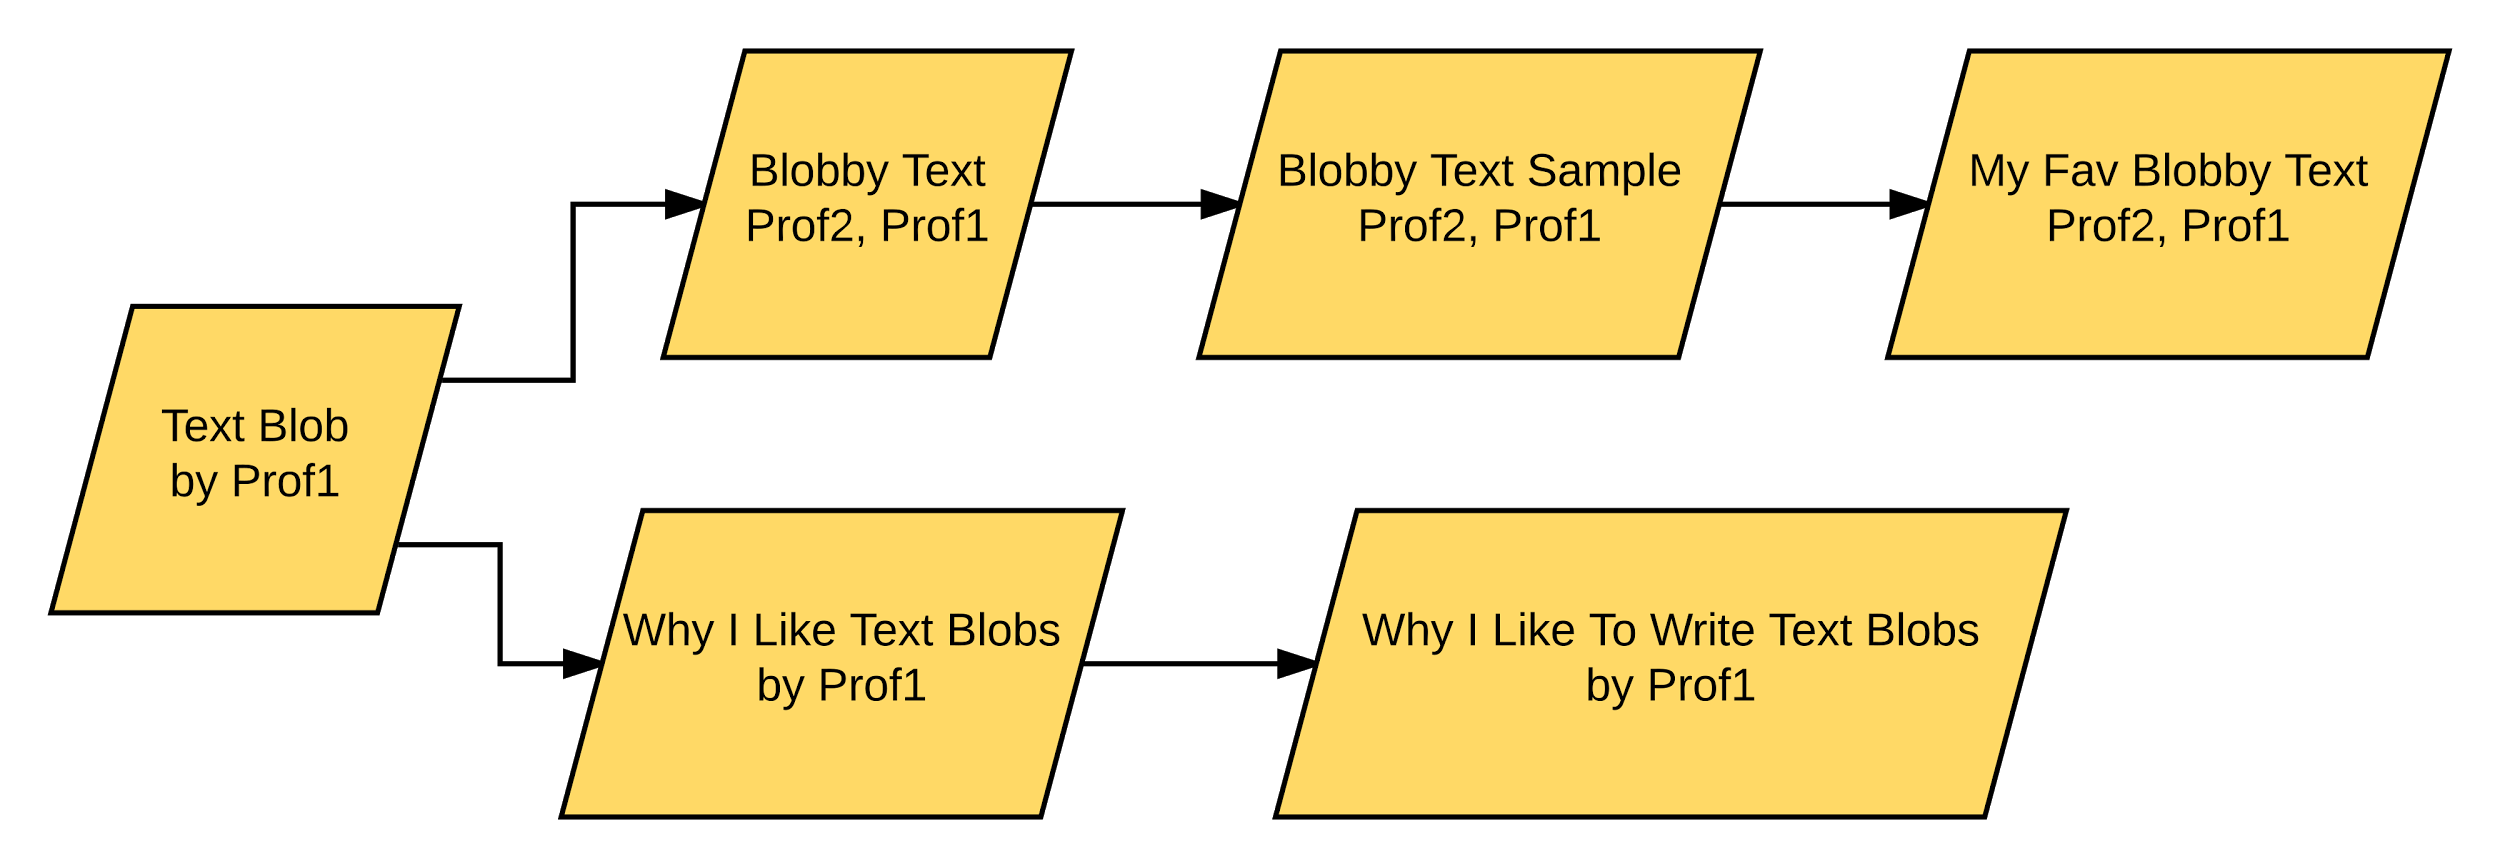 Blobby Text
Prof2, Prof1
Blobby Text Sample
Prof2, Prof1
My Fav Blobby Text
Prof2, Prof1
Text Blob
by Prof1
Why I Like Text Blobs
by Prof1
Why I Like To Write Text Blobs
by Prof1